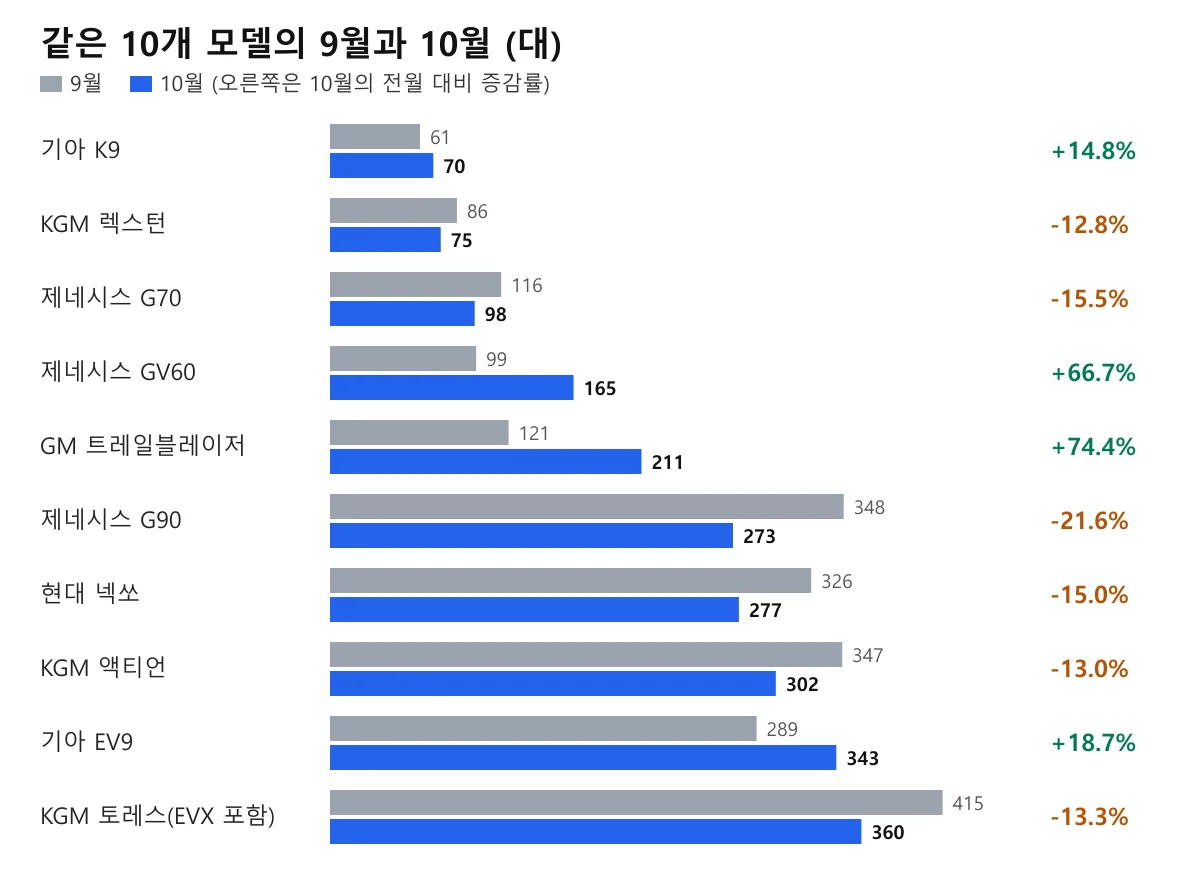 같은 10개 모델의 9월과 10월 (대)
9월 10월 (오른쪽은 10월의 전월 대비 증감률)
기아 K9 61 70 +14.8%
KGM 렉스턴 86 75 -12.8%
제네시스 G70 116 98 -15.5%
제네시스 GV60 99 165 +66.7%
GM 트레일블레이저 121 211 +74.4%
제네시스 G90 348 273 -21.6%
현대 넥쏘 326 277 -15.0%
KGM 액티언 347 302 -13.0%
기아 EV9 289 343 +18.7%
KGM 토레스(EVX 포함) 415 360 -13.3%